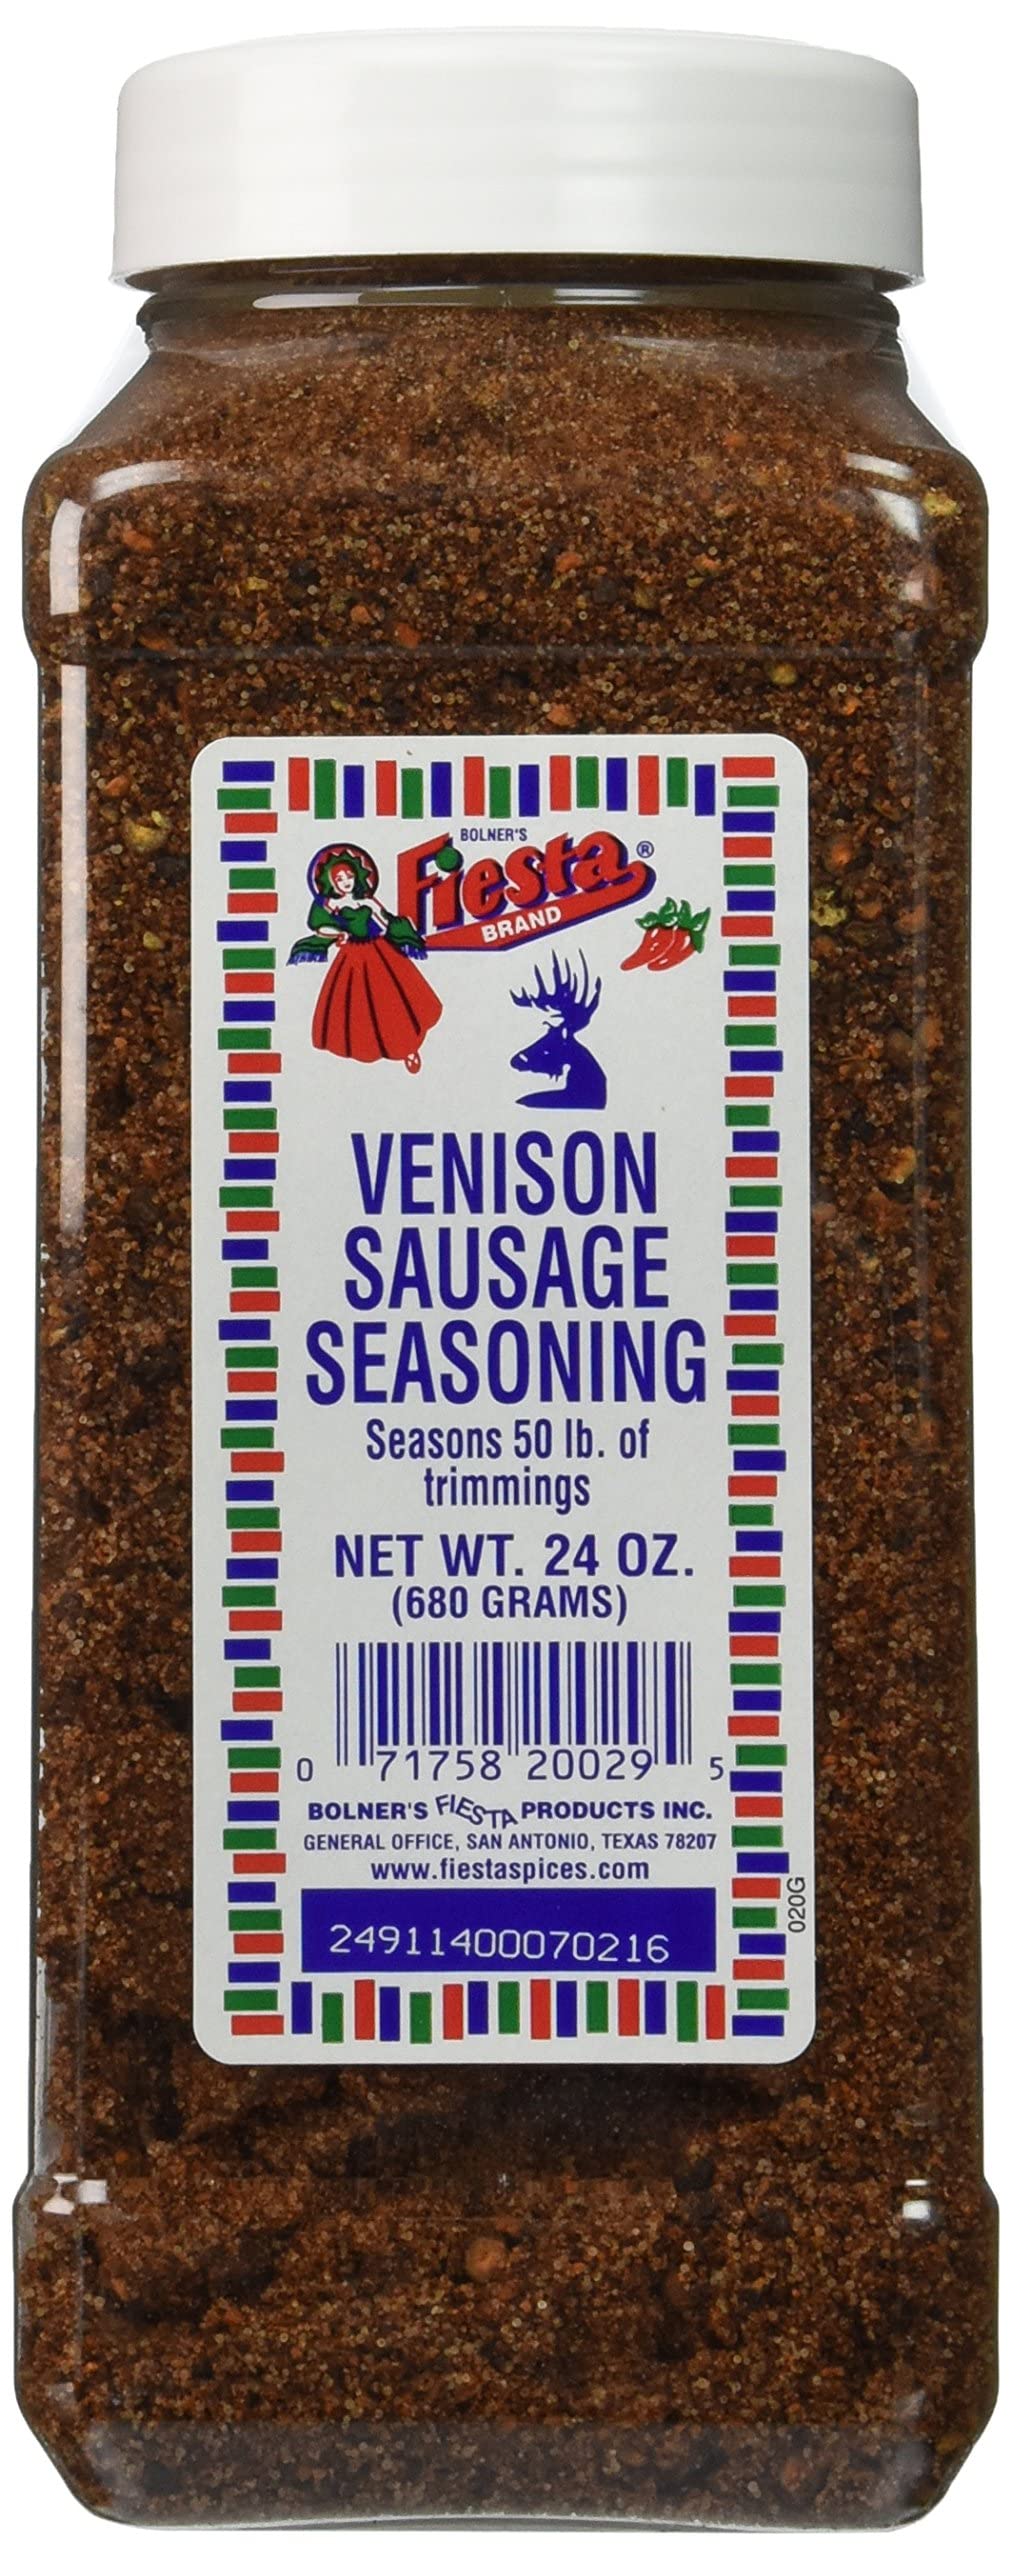 BOLNER'S
Fiesta®
BRAND
VENISON
SAUSAGE
SEASONING
Seasons 50 lb. of
trimmings
NET WT. 24 OZ.
(680 GRAMS)
0 71758 20029 5
BOLNER'S FIESTA PRODUCTS INC.
GENERAL OFFICE, SAN ANTONIO, TEXAS 78207
www.fiestaspices.com
24911400070216
020G